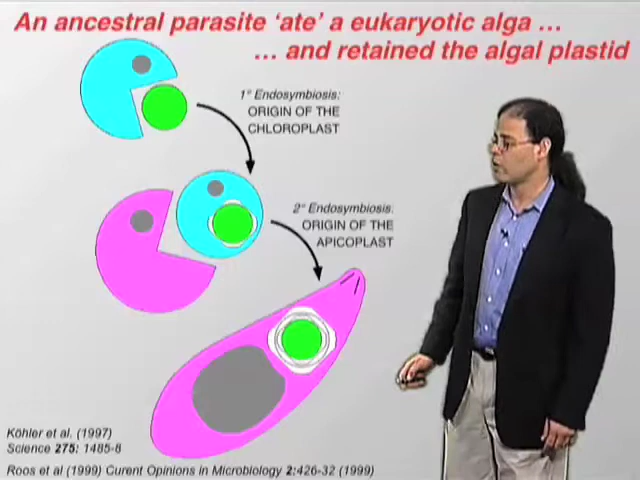 An ancestral parasite 'ate' a eukaryotic alga ...
... and retained the algal plastid
1° Endosymbiosis:
ORIGIN OF THE
CHLOROPLAST
2° Endosymbiosis:
ORIGIN OF THE
APICOPLAST
Köhler et al. (1997)
Science 275: 1485-8
Roos et al (1999) Curent Opinions in Microbiology 2:426-32 (1999)